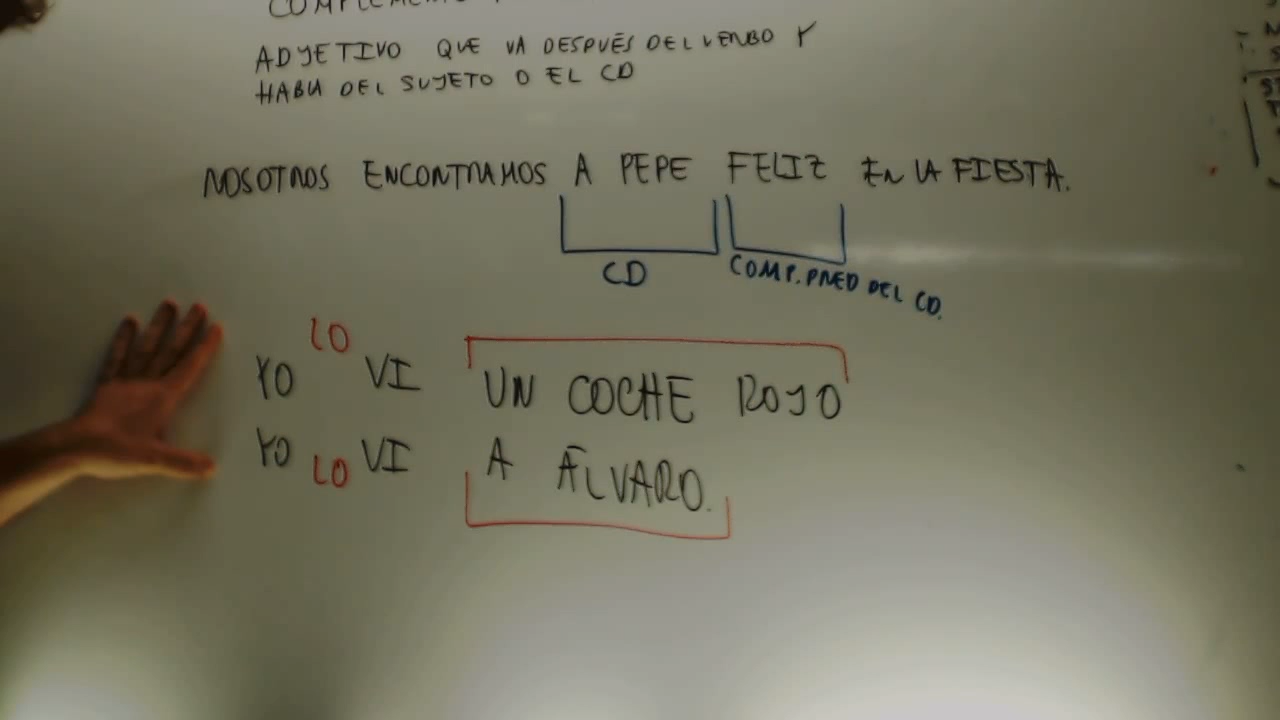 ADJETIVO QUE VA DESPUÉS DEL VERBO Y
HABLA DEL SUJETO O EL CD
NOSOTROS ENCONTRAMOS A PEPE FELIZ EN LA FIESTA.
CD COMP. PRED DEL CD.
YO LO VI UN COCHE ROJO
YO LO VI A ÁLVARO.